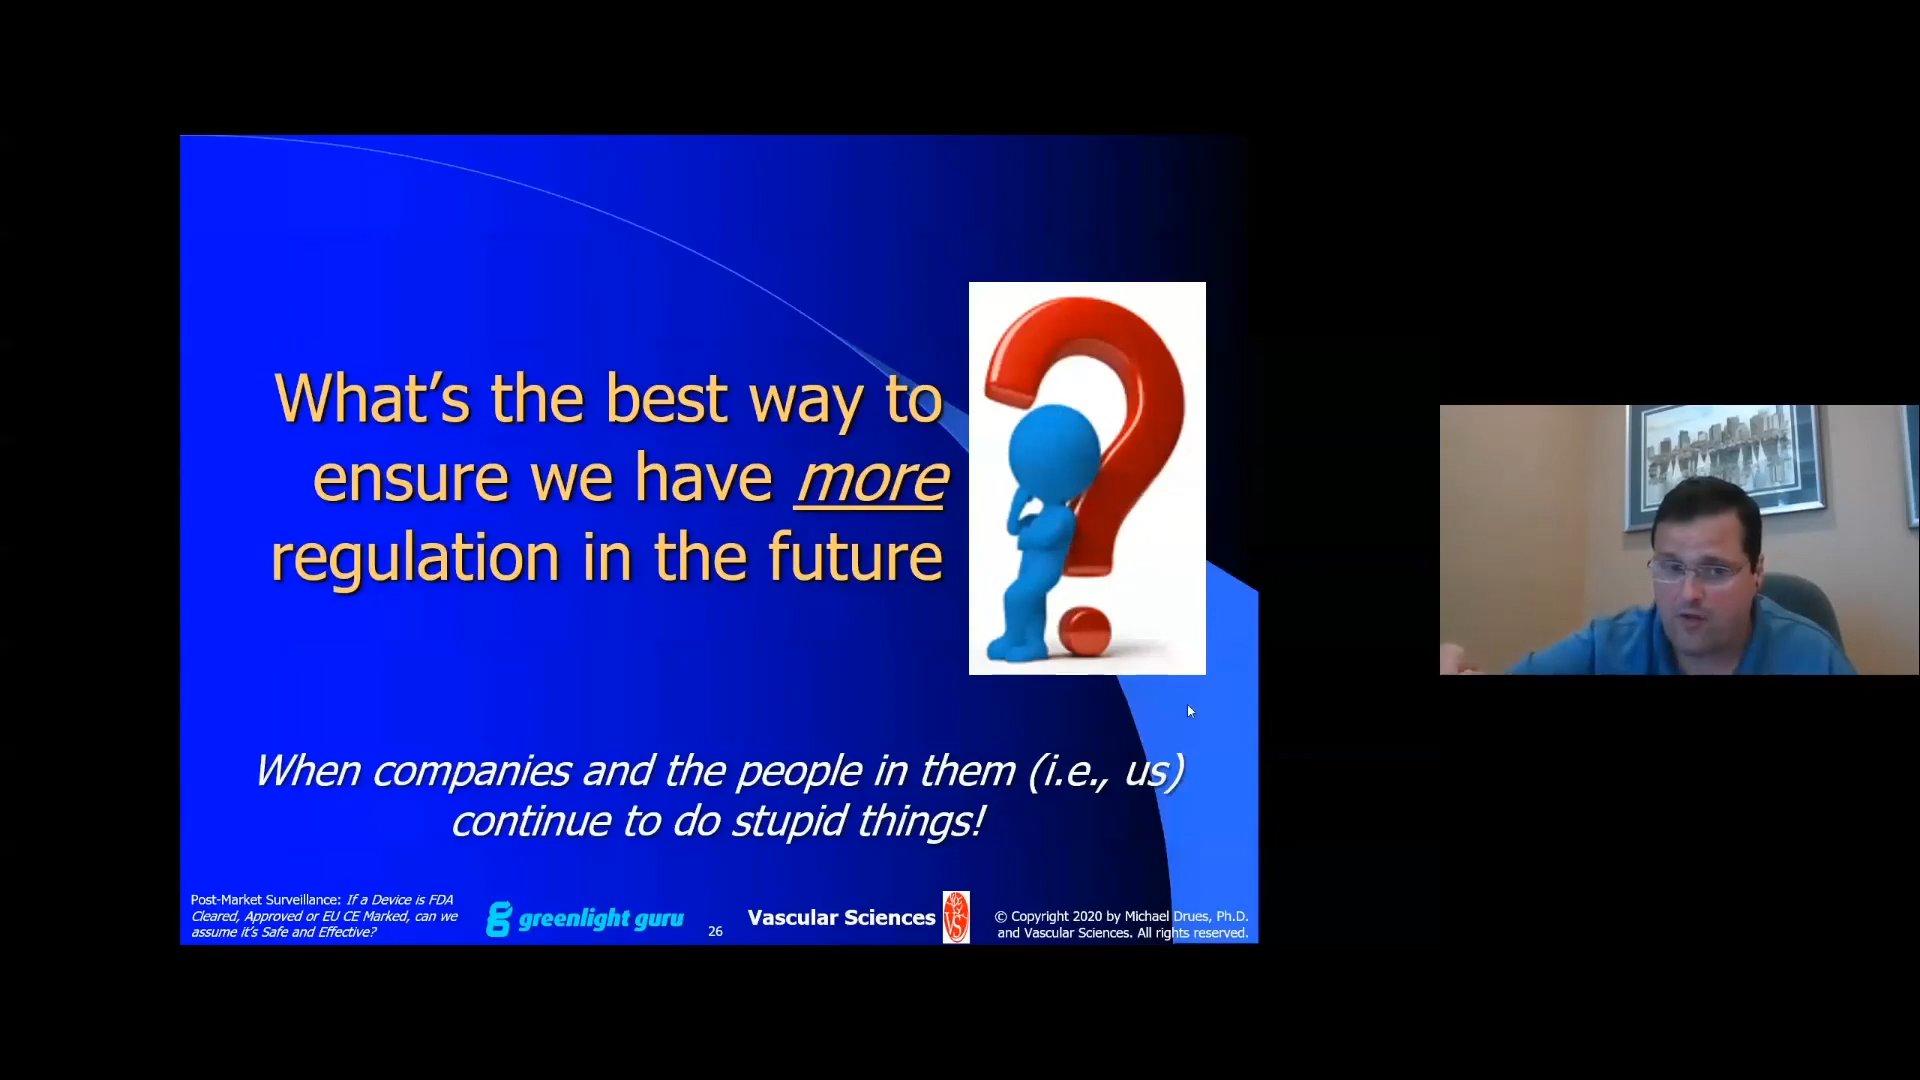 What's the best way to
ensure we have more
regulation in the future
When companies and the people in them (i.e., us)
continue to do stupid things!
Post-Market Surveillance: If a Device is FDA
Cleared, Approved or EU CE Marked, can we
assume it's Safe and Effective?
greenlight guru
26
Vascular Sciences
VS
© Copyright 2020 by Michael Drues, Ph.D.
and Vascular Sciences. All rights reserved.